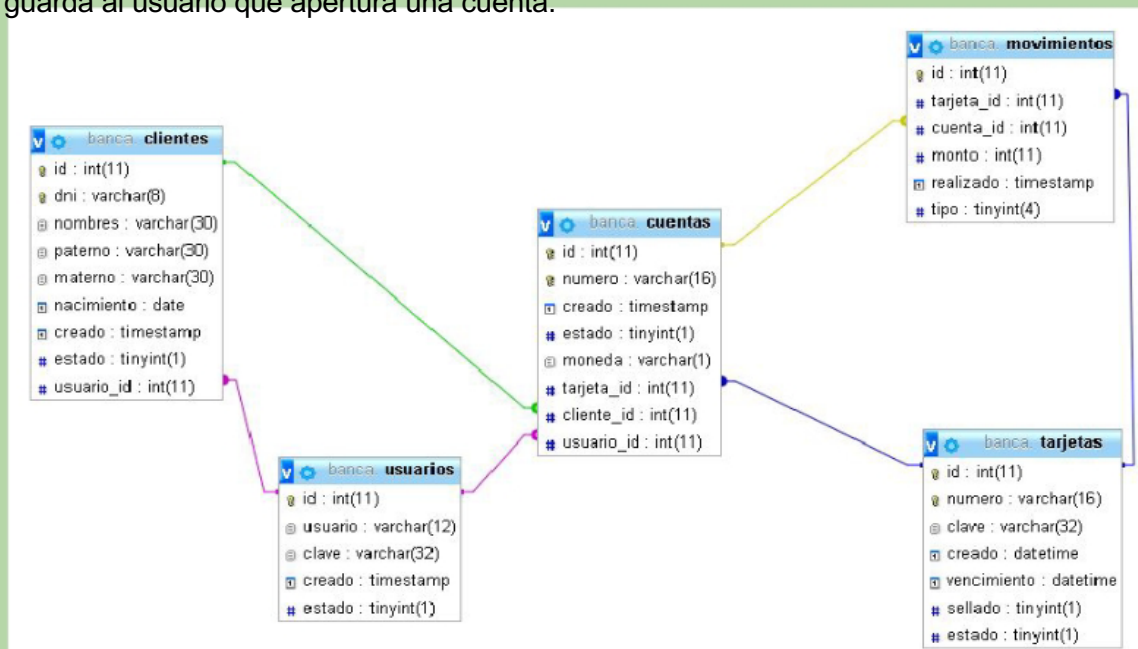 guarda al usuario que apertura una cuenta.
banca clientes
id : int(11)
dni : varchar(8)
nombres : varchar(30)
paterno : varchar(30)
materno : varchar(30)
nacimiento : date
creado : timestamp
estado : tinyint(1)
usuario_id : int(11)
banca usuarios
id : int(11)
usuario : varchar(12)
clave : varchar(32)
creado : timestamp
estado : tinyint(1)
banca. cuentas
id : int(11)
numero : varchar(16)
creado : timestamp
estado : tinyint(1)
moneda : varchar(1)
tarjeta_id : int(11)
cliente_id : int(11)
usuario_id : int(11)
banca. movimientos
id : int(11)
tarjeta_id : int(11)
cuenta_id : int(11)
monto : int(11)
realizado : timestamp
tipo : tinyint(4)
banca. tarjetas
id : int(11)
numero : varchar(16)
clave : varchar(32)
creado : datetime
vencimiento : datetime
sellado : tinyint(1)
estado : tinyint(1)